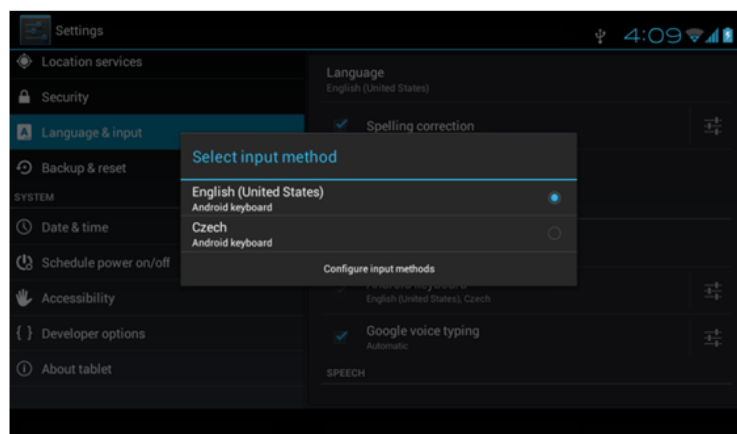 Settings
4:09
Location services
Security
Language & input
Backup & reset
SYSTEM
Date & time
Schedule power on/off
Accessibility
{ } Developer options
About tablet
Language
English (United States)
Spelling correction
Select input method
English (United States)
Android keyboard
Czech
Android keyboard
Configure input methods
Android keyboard
English (United States), Czech
Google voice typing
Automatic
SPEECH